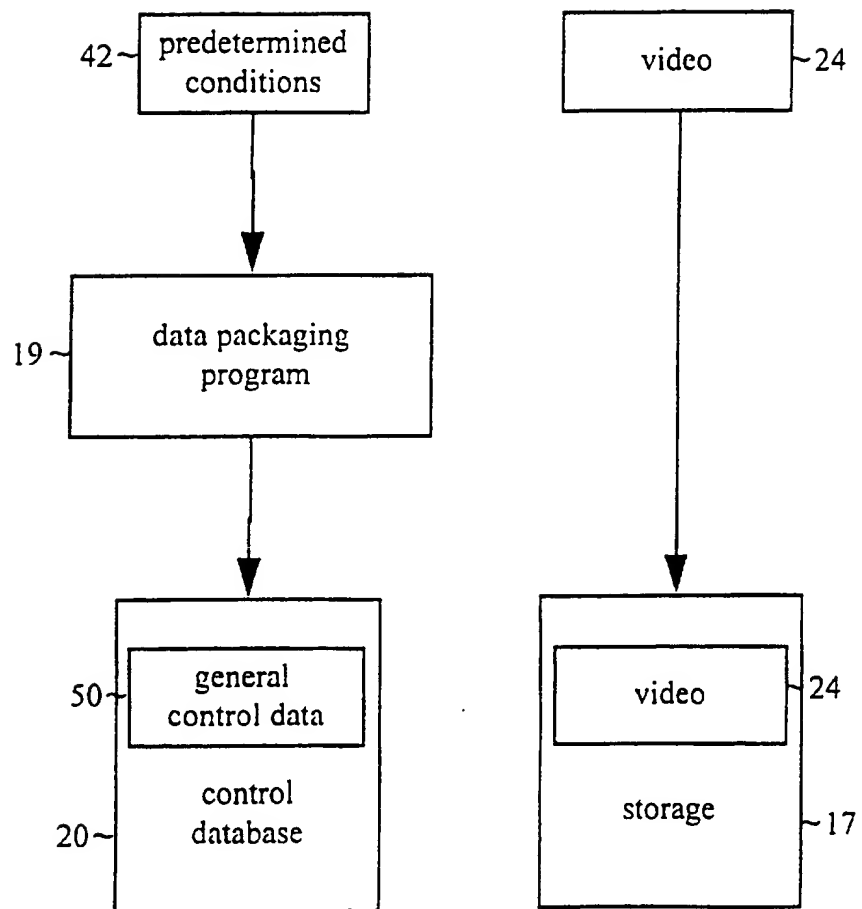 42
predetermined
conditions
video
24
19
data packaging
program
50
general
control data
video
24
control
database
20
storage
17